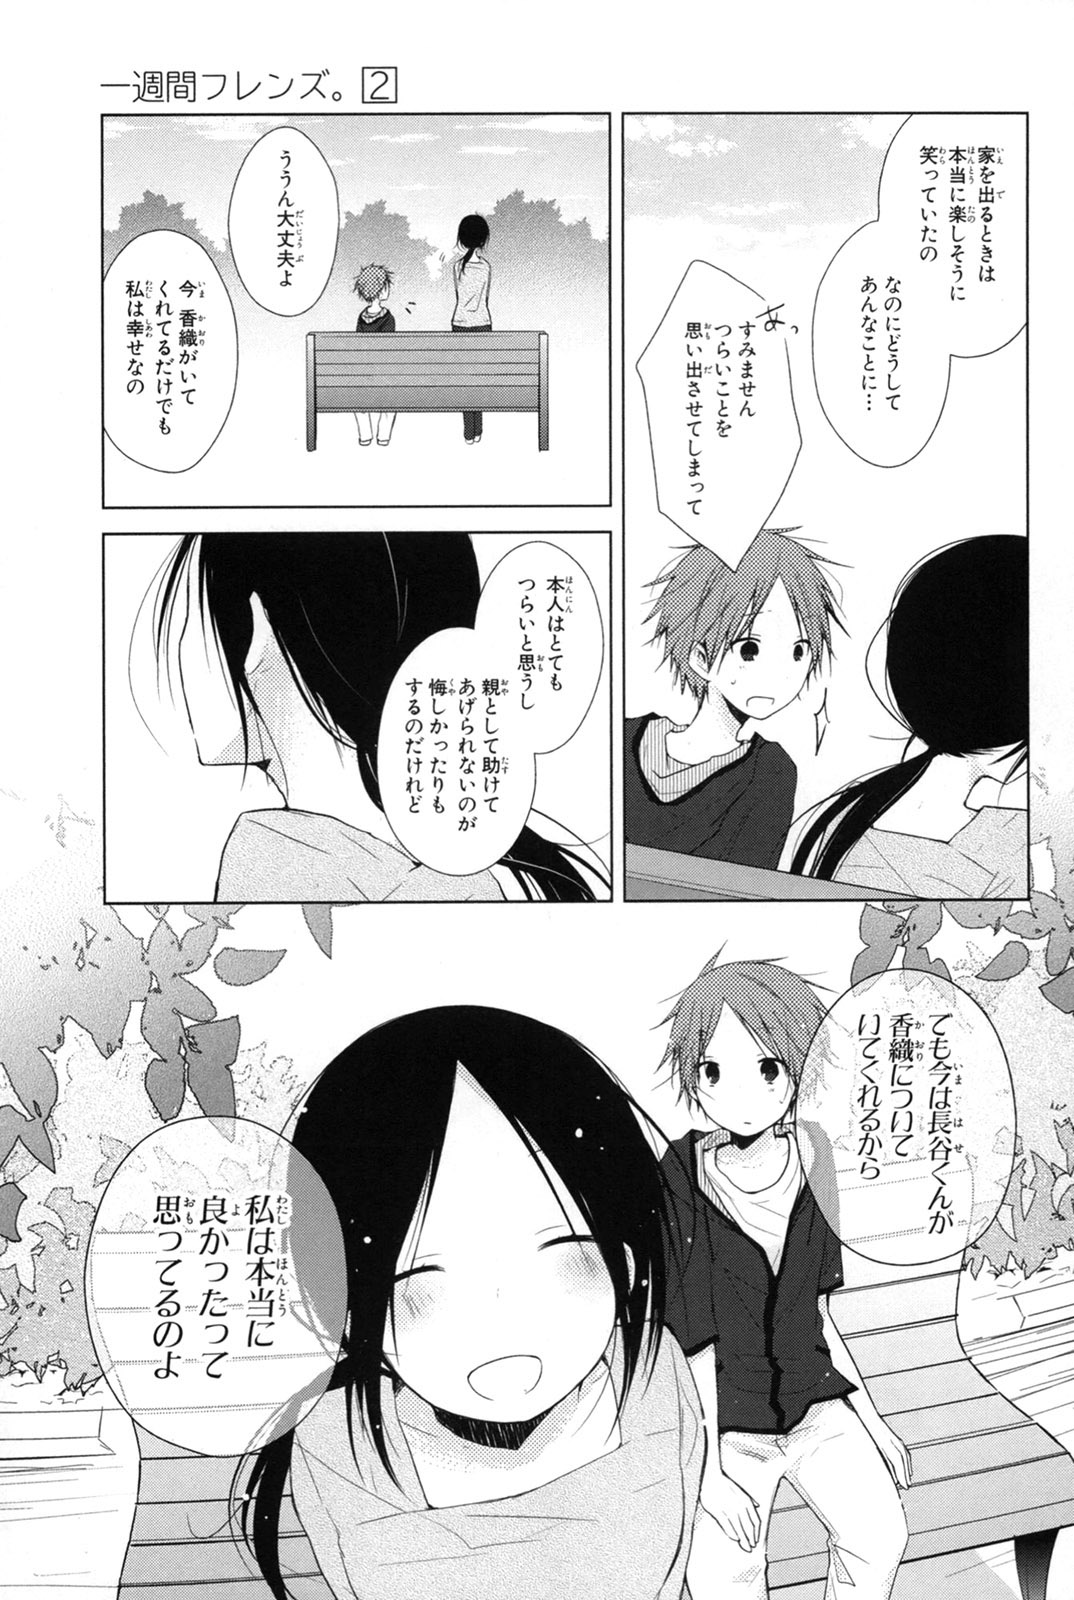 一週間フレンズ。2
家を出るときは
本当に楽しそうに
笑っていたの
なのにどうして
あんなことに…
あっ
すみません
つらいことを
思い出させてしまって
ううん大丈夫よ
今 香織がいて
くれてるだけでも
私は幸せなの
本人はとても
つらいと思うし
親として助けて
あげられないのが
悔しかったりも
するのだけれど
でも今は長谷くんが
香織について
いてくれるから
私は本当に
良かったって
思ってるのよ